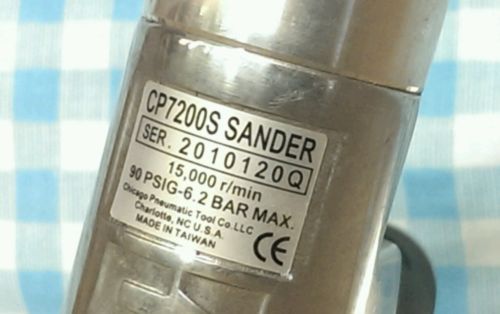 CP7200S SANDER
SER. 2010120Q
15,000 r/min
90 PSIG-6.2 BAR MAX.
Chicago Pneumatic Tool Co. LLC
Charlotte, NC U.S.A.
MADE IN TAIWAN
CE